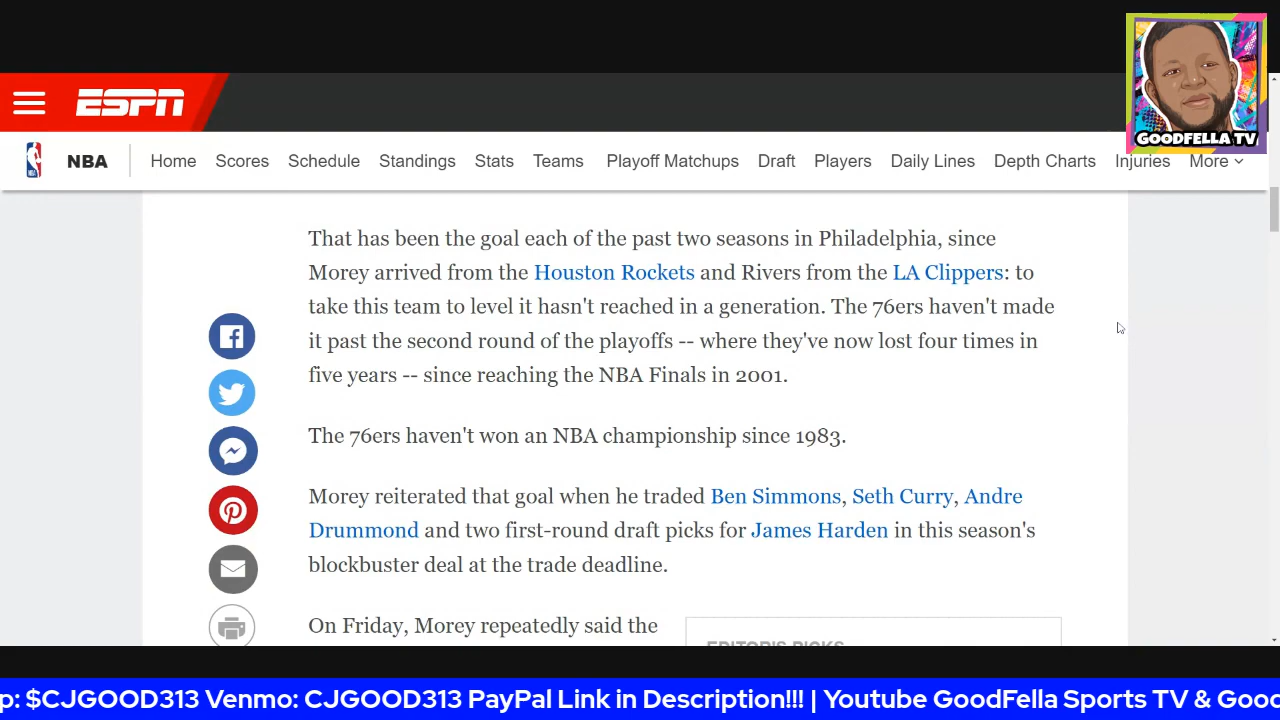 ESPN
GOODFELLA TV
NBA
Home Scores Schedule Standings Stats Teams Playoff Matchups Draft Players Daily Lines Depth Charts Injuries More
That has been the goal each of the past two seasons in Philadelphia, since
Morey arrived from the Houston Rockets and Rivers from the LA Clippers: to
take this team to level it hasn't reached in a generation. The 76ers haven't made
it past the second round of the playoffs -- where they've now lost four times in
five years -- since reaching the NBA Finals in 2001.
The 76ers haven't won an NBA championship since 1983.
Morey reiterated that goal when he traded Ben Simmons, Seth Curry, Andre
Drummond and two first-round draft picks for James Harden in this season's
blockbuster deal at the trade deadline.
On Friday, Morey repeatedly said the
EDITOR'S PICKS
p: $CJGOOD313 Venmo: CJGOOD313 PayPal Link in Description!!! | Youtube GoodFella Sports TV & Good